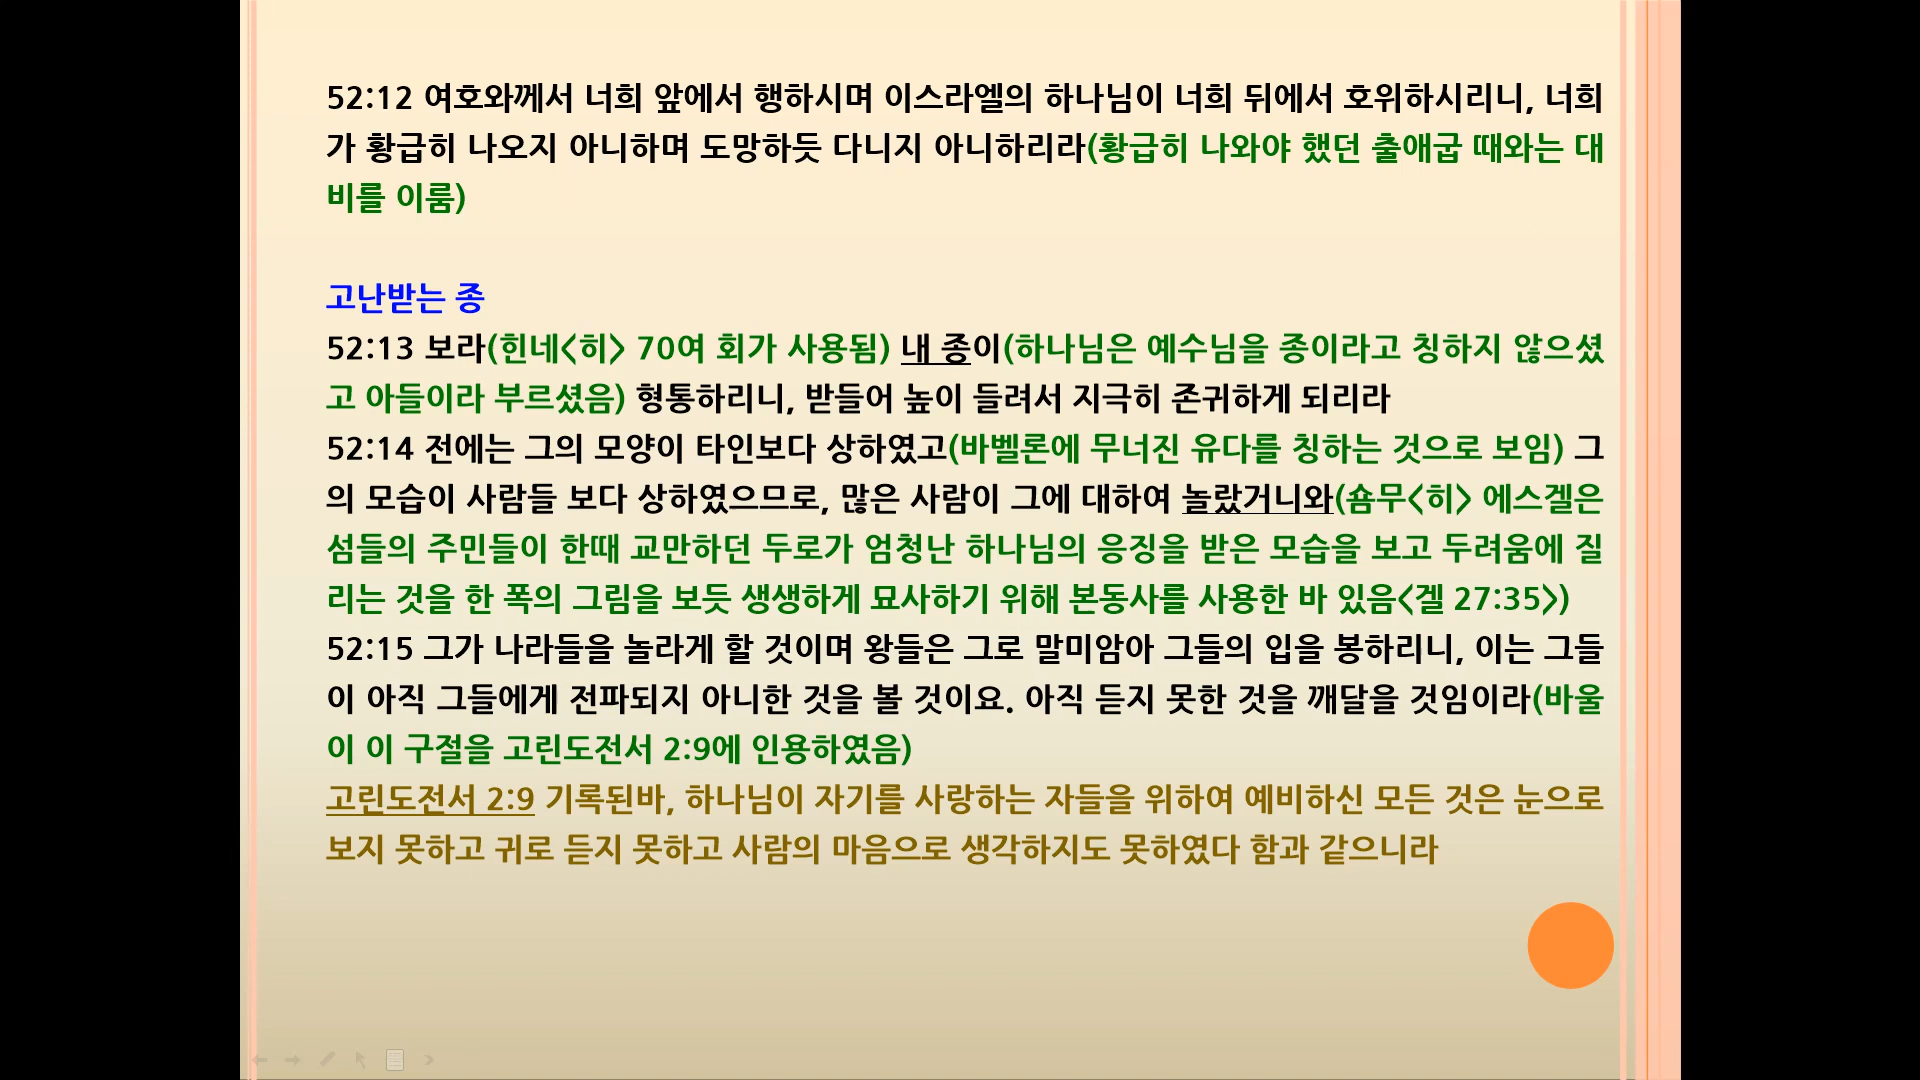 52:12 여호와께서 너희 앞에서 행하시며 이스라엘의 하나님이 너희 뒤에서 호위하시리니, 너희
가 황급히 나오지 아니하며 도망하듯 다니지 아니하리라(황급히 나와야 했던 출애굽 때와는 대
비를 이룸)
고난받는 종
52:13 보라(힌네<히> 70여 회가 사용됨) 내 종이(하나님은 예수님을 종이라고 칭하지 않으셨
고 아들이라 부르셨음) 형통하리니, 받들어 높이 들려서 지극히 존귀하게 되리라
52:14 전에는 그의 모양이 타인보다 상하였고(바벨론에 무너진 유다를 칭하는 것으로 보임) 그
의 모습이 사람들 보다 상하였으므로, 많은 사람이 그에 대하여 놀랐거니와(숌무<히> 에스겔은
섬들의 주민들이 한때 교만하던 두로가 엄청난 하나님의 응징을 받은 모습을 보고 두려움에 질
리는 것을 한 폭의 그림을 보듯 생생하게 묘사하기 위해 본동사를 사용한 바 있음<겔 27:35>)
52:15 그가 나라들을 놀라게 할 것이며 왕들은 그로 말미암아 그들의 입을 봉하리니, 이는 그들
이 아직 그들에게 전파되지 아니한 것을 볼 것이요. 아직 듣지 못한 것을 깨달을 것임이라(바울
이 이 구절을 고린도전서 2:9에 인용하였음)
고린도전서 2:9 기록된바, 하나님이 자기를 사랑하는 자들을 위하여 예비하신 모든 것은 눈으로
보지 못하고 귀로 듣지 못하고 사람의 마음으로 생각하지도 못하였다 함과 같으니라